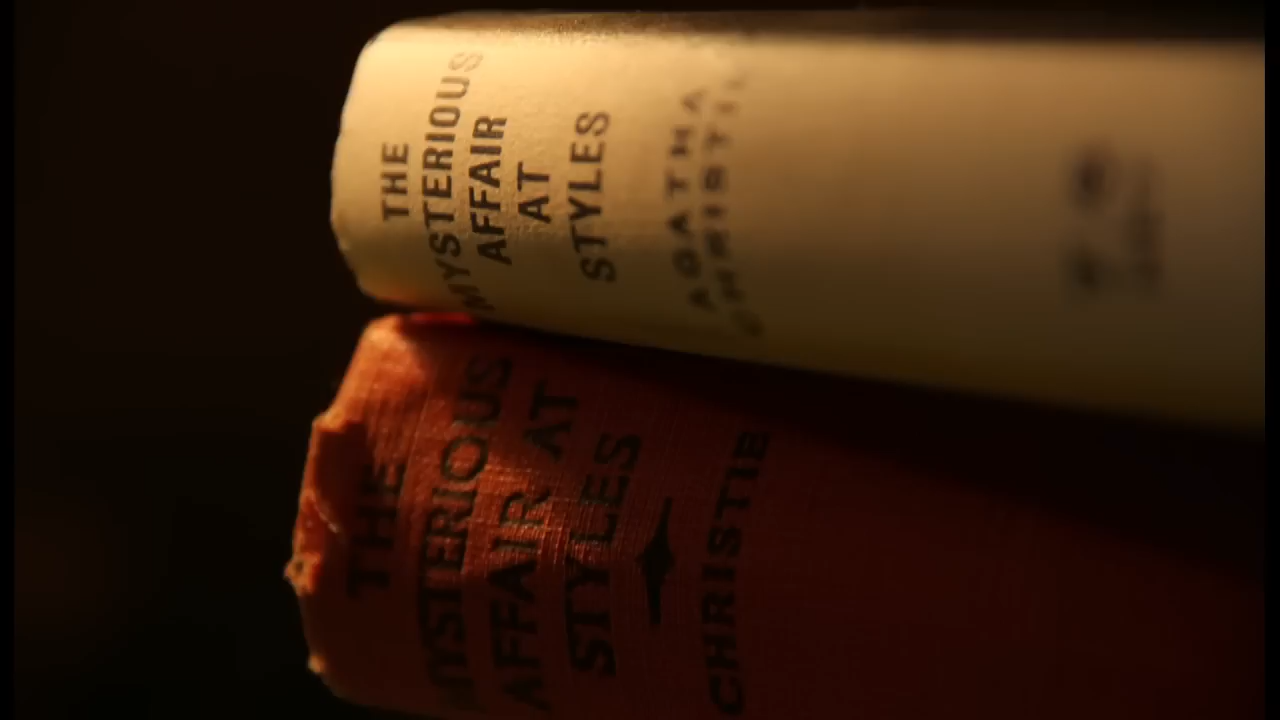 THE
MYSTERIOUS
AFFAIR
AT
STYLES
AGATHA
CHRISTIE
THE
MYSTERIOUS
AFFAIR AT
STYLES
CHRISTIE